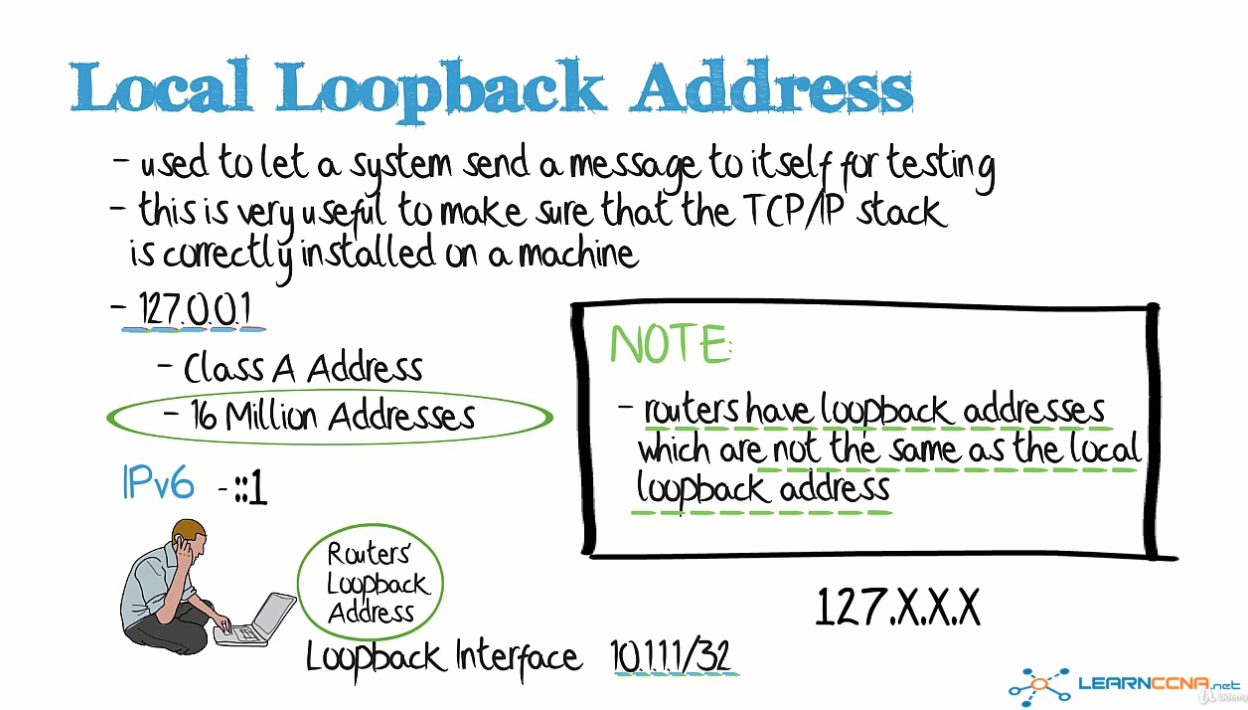 Local Loopback Address
- used to let a system send a message to itself for testing
- this is very useful to make sure that the TCP/IP stack
is correctly installed on a machine
- 127.0.0.1
- Class A Address
- 16 Million Addresses
IPv6 - ::1
NOTE:
- routers have loopback addresses
which are not the same as the local
loopback address
Routers'
Loopback
Address
Loopback Interface 10.1.1.1/32
127.X.X.X
LEARNCCNA.net
Udemy